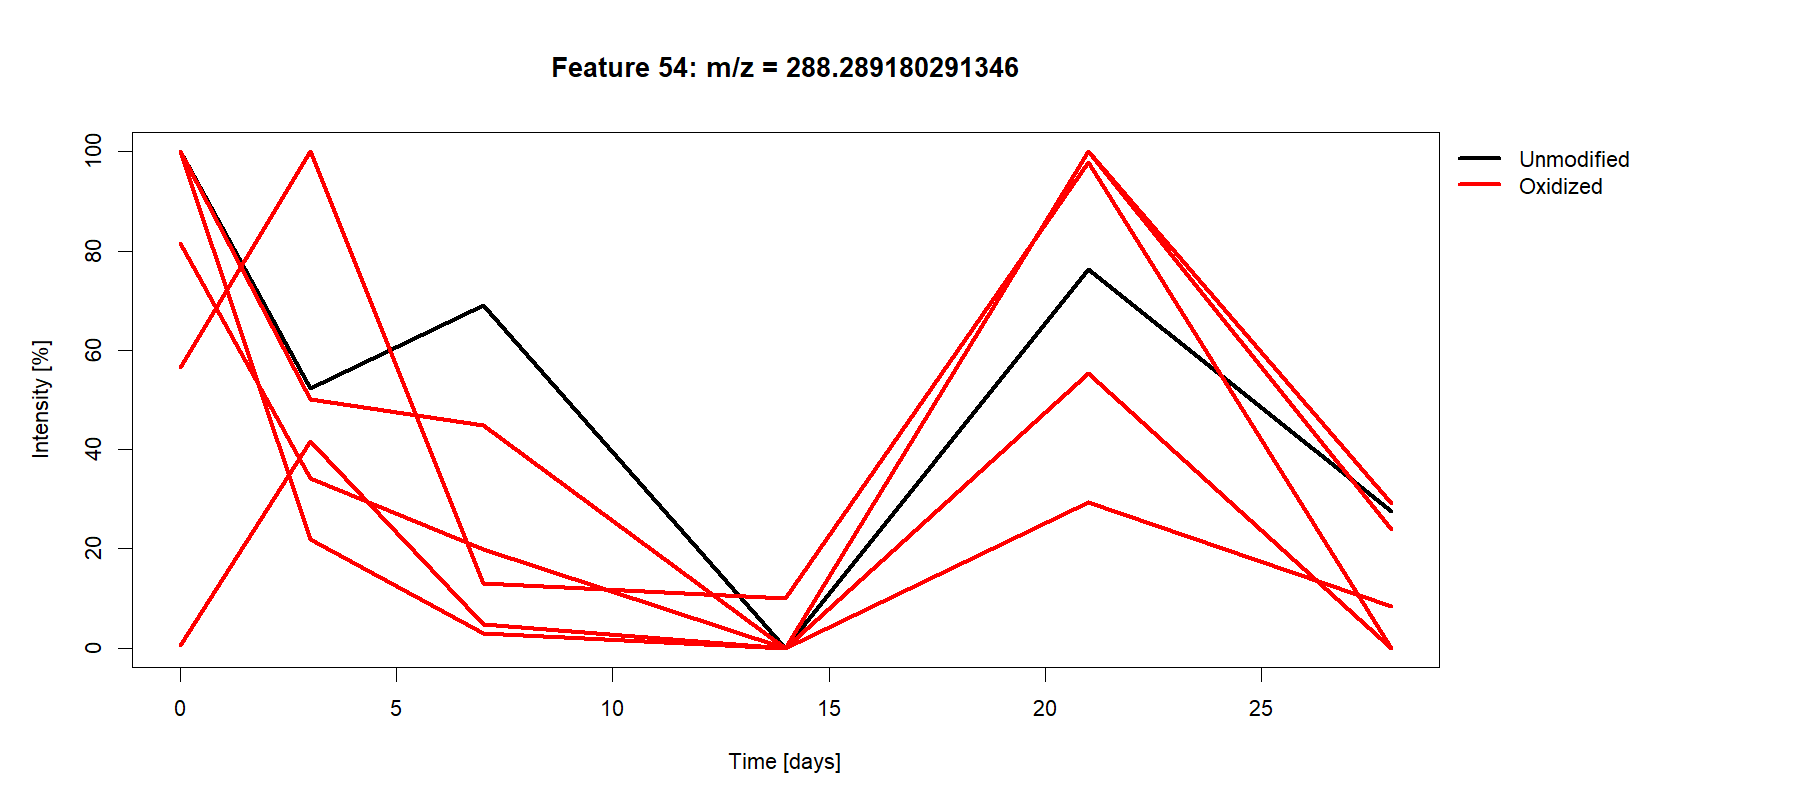 Feature 54: m/z = 288.289180291346
Unmodified
Oxidized
100
80
60
40
20
0
Intensity [%]
0 5 10 15 20 25
Time [days]